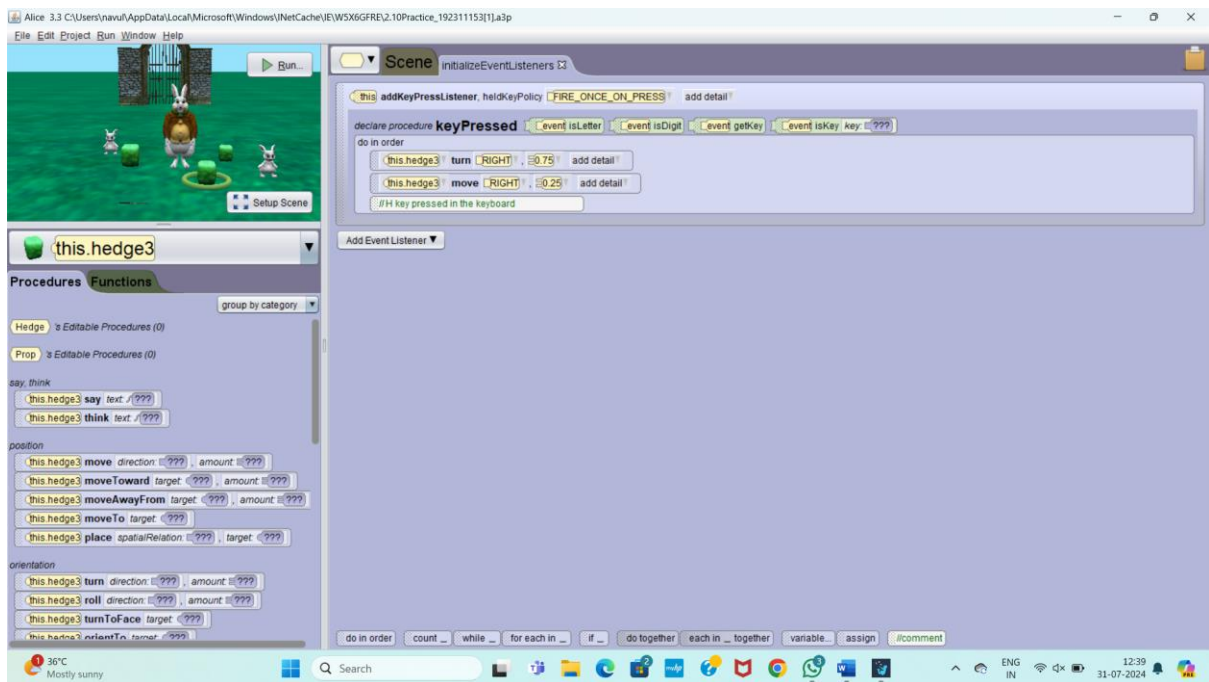 Alice 3.3 C:\Users\navul\AppData\Local\Microsoft\Windows\INetCache\IE\W5X6GFRE\2.10Practice_192311153[1].a3p
File Edit Project Run Window Help
Run...
Setup Scene
Scene initializeEventListeners
this addKeyPressListener, heldKeyPolicy FIRE_ONCE_ON_PRESS add detail
declare procedure keyPressed event isLetter event isDigit event getKey event isKey key: ???
do in order
this.hedge3 turn RIGHT , 0.75 add detail
this.hedge3 move RIGHT , 0.25 add detail
//H key pressed in the keyboard
Add Event Listener
this.hedge3
Procedures Functions
group by category
Hedge 's Editable Procedures (0)
Prop 's Editable Procedures (0)
say, think
this.hedge3 say text: ???
this.hedge3 think text: ???
position
this.hedge3 move direction: ??? , amount: ???
this.hedge3 moveToward target: ??? , amount: ???
this.hedge3 moveAwayFrom target: ??? , amount: ???
this.hedge3 moveTo target: ???
this.hedge3 place spatialRelation: ??? , target: ???
orientation
this.hedge3 turn direction: ??? , amount: ???
this.hedge3 roll direction: ??? , amount: ???
this.hedge3 turnToFace target: ???
this.hedge3 orientTo target: ???
do in order count _ while _ for each in _ if _ do together each in _ together variable... assign //comment
1 36°C
Mostly sunny
Search
2
3
ENG
IN
12:39
31-07-2024